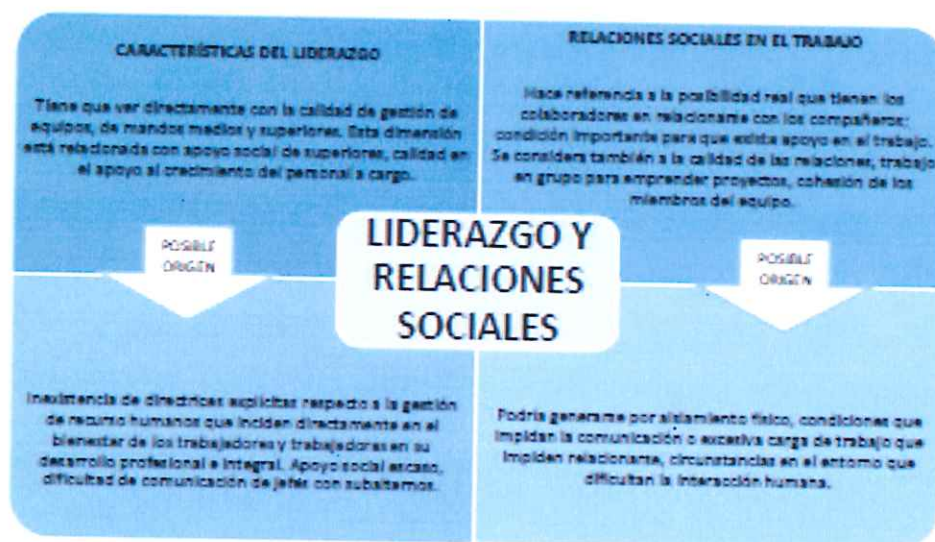 CARACTERÍSTICAS DEL LIDERAZGO
Tiene que ver directamente con la calidad de gestión de
equipos, de mandos medios y superiores. Esta dimensión
está relacionada con apoyo social de superiores, calidad en
el apoyo al crecimiento del personal a cargo.
RELACIONES SOCIALES EN EL TRABAJO
Hace referencia a la posibilidad real que tienen los
colaboradores en relacionarse con los compañeros;
condición importante para que exista apoyo en el trabajo.
Se considera también a la calidad de las relaciones, trabajo
en grupo para emprender proyectos, cohesión de los
miembros del equipo.
LIDERAZGO Y
RELACIONES
SOCIALES
POSIBLE
ORIGEN
POSIBLE
ORIGEN
Inexistencia de directrices explícitas respecto a la gestión
de recurso humanos que inciden directamente en el
bienestar de los trabajadores y trabajadores en su
desarrollo profesional e integral. Apoyo social escaso,
dificultad de comunicación de jefes con subalternos.
Podría generarse por aislamiento físico, condiciones que
impidan la comunicación o excesiva carga de trabajo que
impiden relacionarse, circunstancias en el entorno que
dificultan la interacción humana.